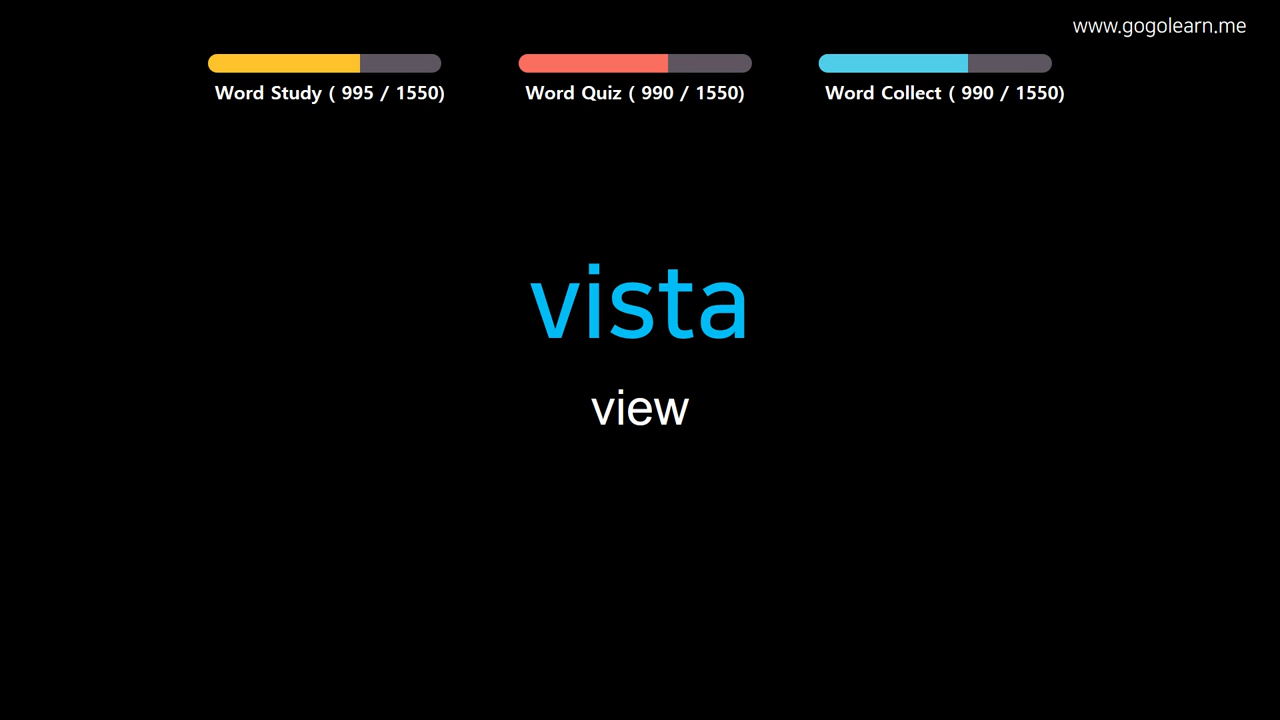 www.gogolearn.me
Word Study ( 995 / 1550)
Word Quiz ( 990 / 1550)
Word Collect ( 990 / 1550)
vista
view